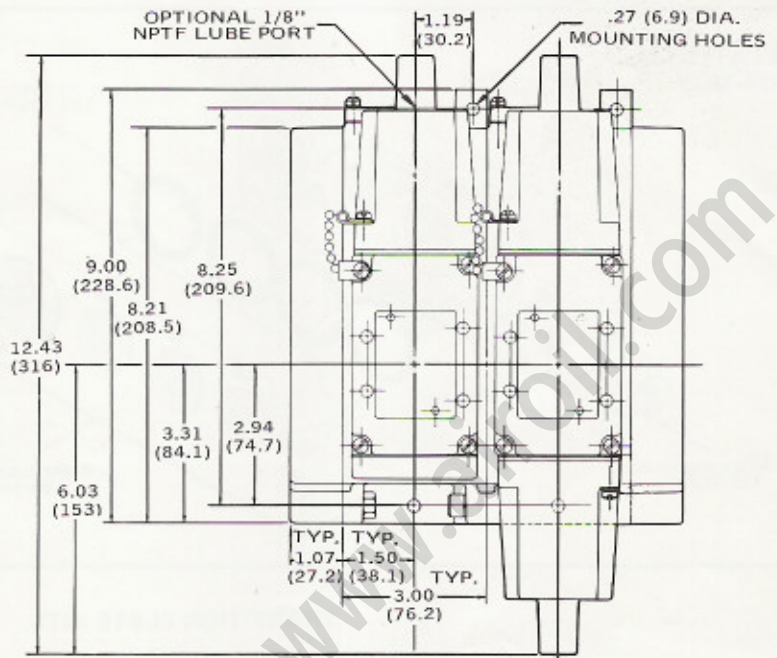 OPTIONAL 1/8"
NPTF LUBE PORT
1.19
(30.2)
.27 (6.9) DIA.
MOUNTING HOLES
9.00
(228.6)
8.21
(208.5)
8.25
(209.6)
12.43
(316)
3.31
(84.1)
2.94
(74.7)
6.03
(153)
TYP. TYP.
1.07 1.50
(27.2) (38.1) TYP.
3.00
(76.2)
www.airoil.com